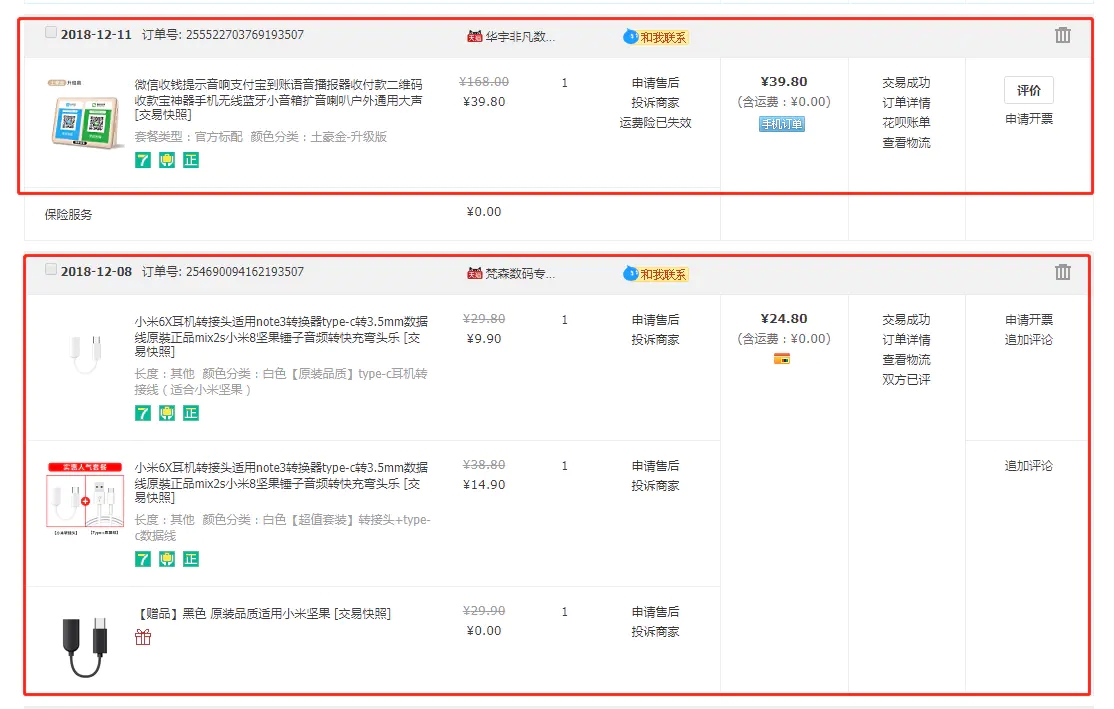 2018-12-11 订单号: 255522703769193507 天猫 华宇非凡数... 和我联系
微信收钱提示音响支付宝到账语音播报器收付款二维码
收款宝神器手机无线蓝牙小音箱扩音喇叭户外通用大声
[交易快照]
套餐类型：官方标配 颜色分类：土豪金-升级版
7 正
¥168.00
¥39.80
1
申请售后
投诉商家
运费险已失效
¥39.80
(含运费：¥0.00)
手机订单
交易成功
订单详情
花呗账单
查看物流
评价
申请开票
保险服务 ¥0.00
2018-12-08 订单号: 254690094162193507 天猫 梵森数码专... 和我联系
小米6X耳机转接头适用note3转换器type-c转3.5mm数据
线原装正品mix2s小米8坚果锤子音频转快充弯头乐 [交
易快照]
长度：其他 颜色分类：白色【原装品质】type-c耳机转
接线（适合小米坚果）
7 正
¥29.80
¥9.90
1
申请售后
投诉商家
¥24.80
(含运费：¥0.00)
交易成功
订单详情
查看物流
双方已评
申请开票
追加评论
实惠人气套餐
小米6X耳机转接头适用note3转换器type-c转3.5mm数据
线原装正品mix2s小米8坚果锤子音频转快充弯头乐 [交
易快照]
长度：其他 颜色分类：白色【超值套装】转接头+type-
c数据线
7 正
¥38.80
¥14.90
1
申请售后
投诉商家
追加评论
【赠品】黑色 原装品质适用小米坚果 [交易快照]
¥29.90
¥0.00
1
申请售后
投诉商家